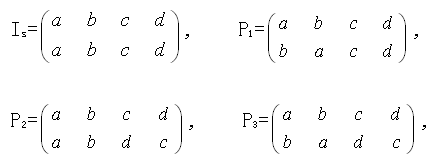 Iₛ=(a b c d
a b c d),
P₁=(a b c d
b a c d),
P₂=(a b c d
a b d c),
P₃=(a b c d
b a d c),